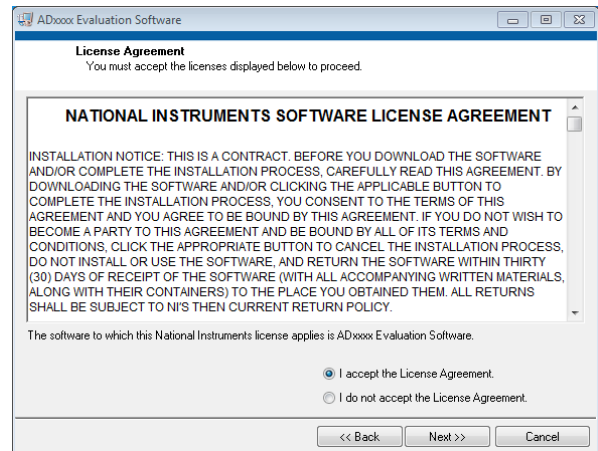 ADxxxx Evaluation Software
License Agreement
You must accept the licenses displayed below to proceed.
NATIONAL INSTRUMENTS SOFTWARE LICENSE AGREEMENT
INSTALLATION NOTICE: THIS IS A CONTRACT. BEFORE YOU DOWNLOAD THE SOFTWARE
AND/OR COMPLETE THE INSTALLATION PROCESS, CAREFULLY READ THIS AGREEMENT. BY
DOWNLOADING THE SOFTWARE AND/OR CLICKING THE APPLICABLE BUTTON TO
COMPLETE THE INSTALLATION PROCESS, YOU CONSENT TO THE TERMS OF THIS
AGREEMENT AND YOU AGREE TO BE BOUND BY THIS AGREEMENT. IF YOU DO NOT WISH TO
BECOME A PARTY TO THIS AGREEMENT AND BE BOUND BY ALL OF ITS TERMS AND
CONDITIONS, CLICK THE APPROPRIATE BUTTON TO CANCEL THE INSTALLATION PROCESS,
DO NOT INSTALL OR USE THE SOFTWARE, AND RETURN THE SOFTWARE WITHIN THIRTY
(30) DAYS OF RECEIPT OF THE SOFTWARE (WITH ALL ACCOMPANYING WRITTEN MATERIALS,
ALONG WITH THEIR CONTAINERS) TO THE PLACE YOU OBTAINED THEM. ALL RETURNS
SHALL BE SUBJECT TO NI'S THEN CURRENT RETURN POLICY.
The software to which this National Instruments license applies is ADxxxx Evaluation Software.
I accept the License Agreement.
I do not accept the License Agreement.
<< Back Next >> Cancel